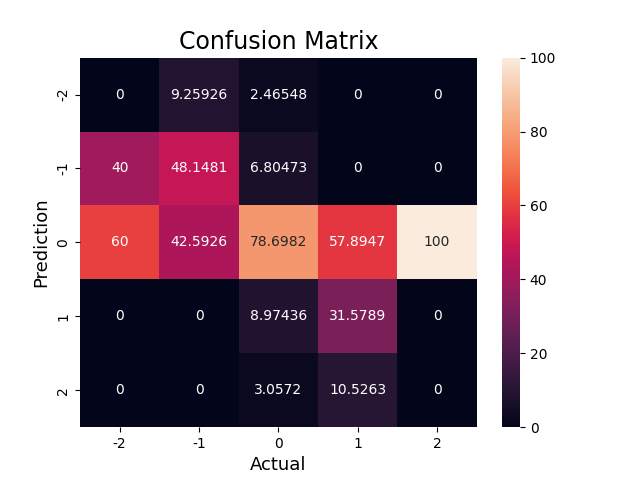 Confusion Matrix
Prediction
-2
0 9.25926 2.46548 0 0
-1
40 48.1481 6.80473 0 0
0
60 42.5926 78.6982 57.8947 100
1
0 0 8.97436 31.5789 0
2
0 0 3.0572 10.5263 0
-2 -1 0 1 2
Actual
100
80
60
40
20
0